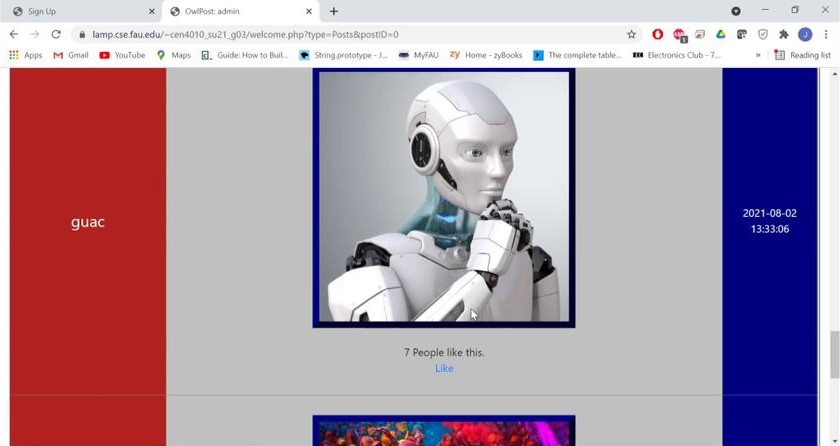 Sign Up
OwlPost: admin
lamp.cse.fau.edu/~cen4010_su21_g03/welcome.php?type=Posts&postID=0
J
Apps
Gmail
YouTube
Maps
Guide: How to Buil...
String.prototype - J...
MyFAU
zy Home - zyBooks
The complete table...
Electronics Club - 7...
»
Reading list
guac
2021-08-02
13:33:06
7 People like this.
Like